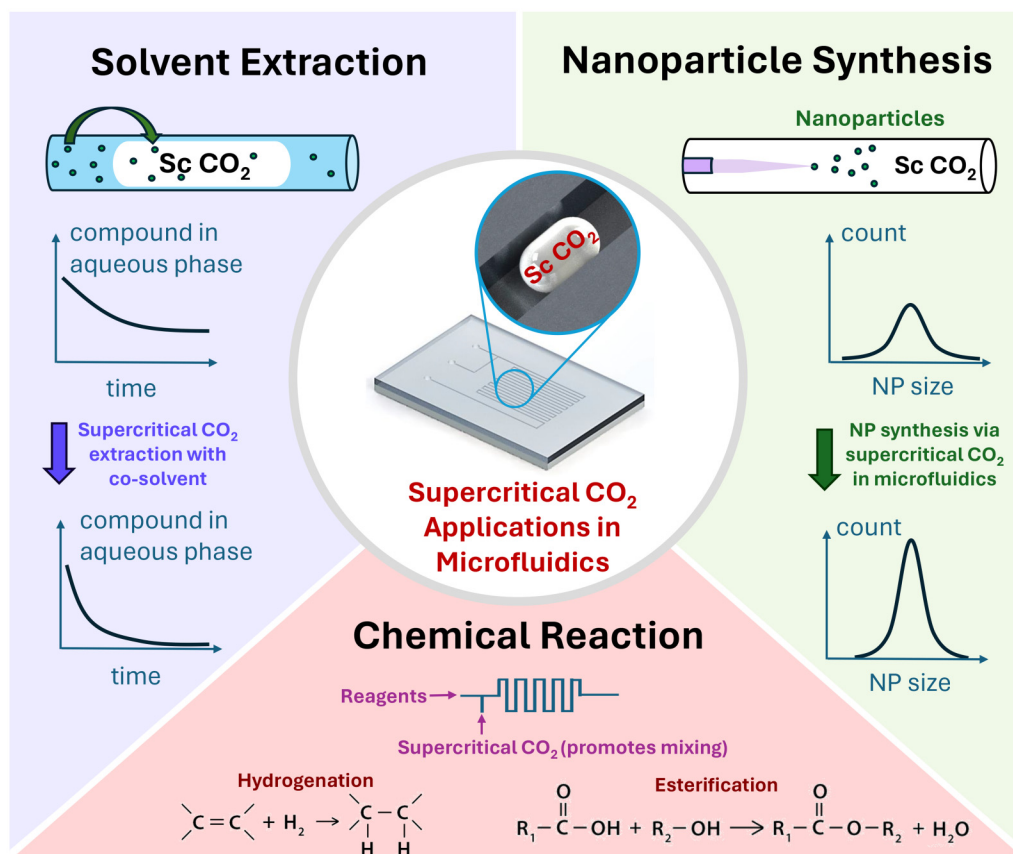 Solvent Extraction
Sc CO₂
compound in
aqueous phase
time
Supercritical CO₂
extraction with
co-solvent
compound in
aqueous phase
time
Nanoparticle Synthesis
Nanoparticles
Sc CO₂
count
NP size
NP synthesis via
supercritical CO₂
in microfluidics
count
NP size
Sc CO₂
Supercritical CO₂
Applications in
Microfluidics
Chemical Reaction
Reagents
Supercritical CO₂ (promotes mixing)
Hydrogenation
C=C + H₂ → C–C
H H
Esterification
O O
R₁–C–OH + R₂–OH → R₁–C–O–R₂ + H₂O